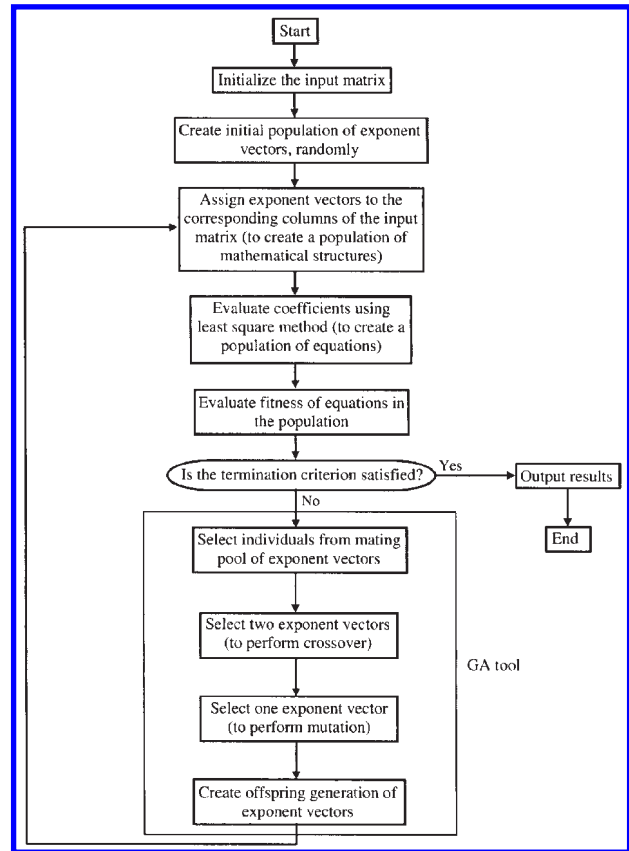 Start
Initialize the input matrix
Create initial population of exponent
vectors, randomly
Assign exponent vectors to the
corresponding columns of the input
matrix (to create a population of
mathematical structures)
Evaluate coefficients using
least square method (to create a
population of equations)
Evaluate fitness of equations in
the population
Is the termination criterion satisfied?
Yes
Output results
No
End
Select individuals from mating
pool of exponent vectors
Select two exponent vectors
(to perform crossover)
GA tool
Select one exponent vector
(to perform mutation)
Create offspring generation of
exponent vectors